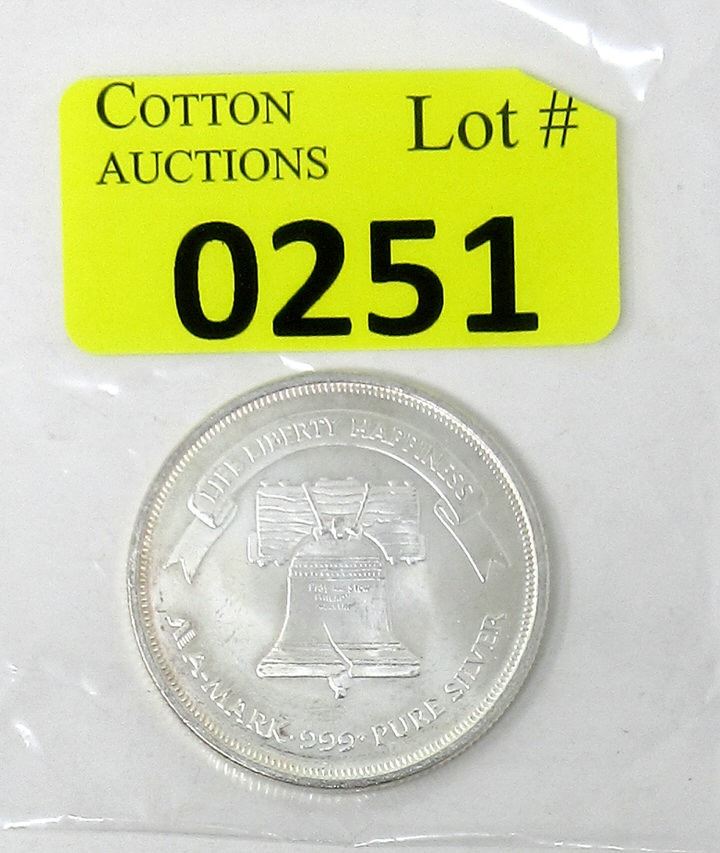 COTTON
AUCTIONS
Lot #
0251
LIFE LIBERTY HAPPINESS
A-MARK·999·PURE SILVER